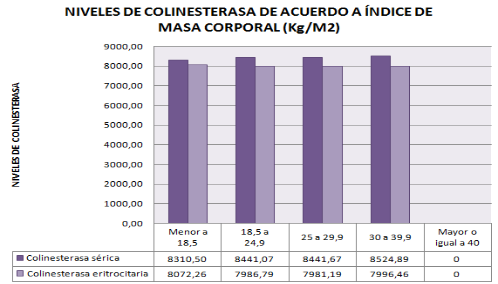 NIVELES DE COLINESTERASA DE ACUERDO A ÍNDICE DE
MASA CORPORAL (Kg/M2)
NIVELES DE COLINESTERASA
9000,00
8000,00
7000,00
6000,00
5000,00
4000,00
3000,00
2000,00
1000,00
0,00
Menor a 18,5 18,5 a 24,9 25 a 29,9 30 a 39,9 Mayor o igual a 40
Colinesterasa sérica 8310,50 8441,07 8441,67 8524,89 0
Colinesterasa eritrocitaria 8072,26 7986,79 7981,19 7996,46 0